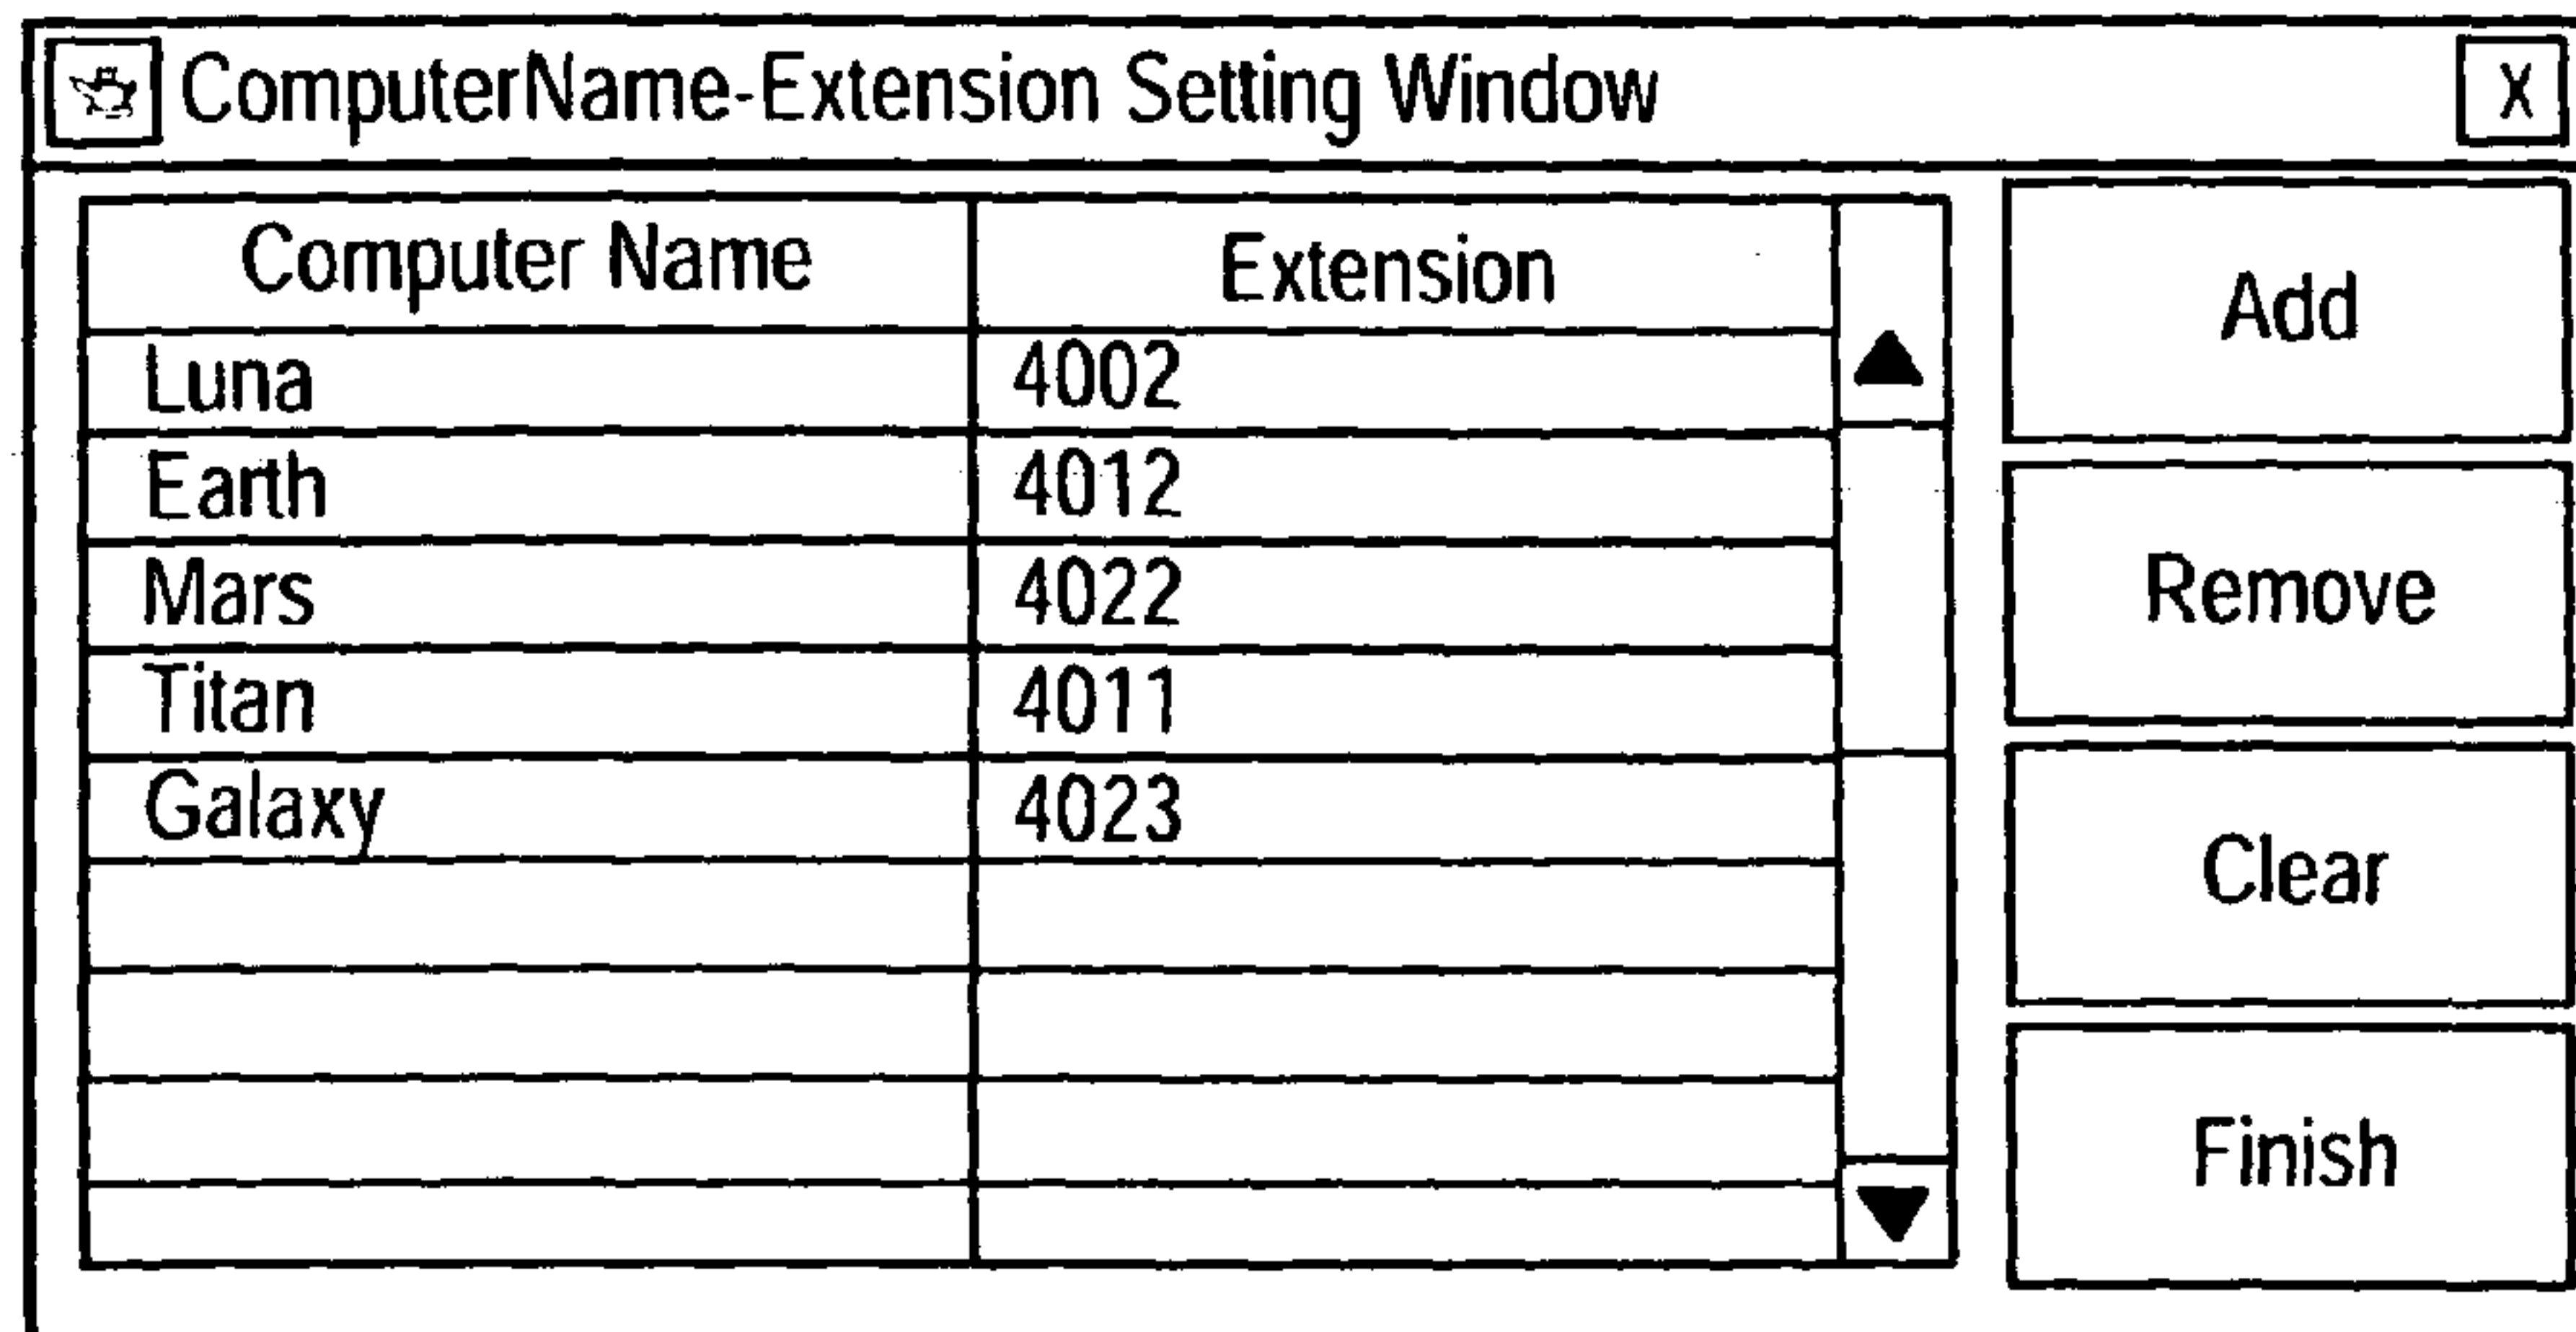 ComputerName-Extension Setting Window X
Computer Name Extension
Luna 4002
Earth 4012
Mars 4022
Titan 4011
Galaxy 4023
Add
Remove
Clear
Finish